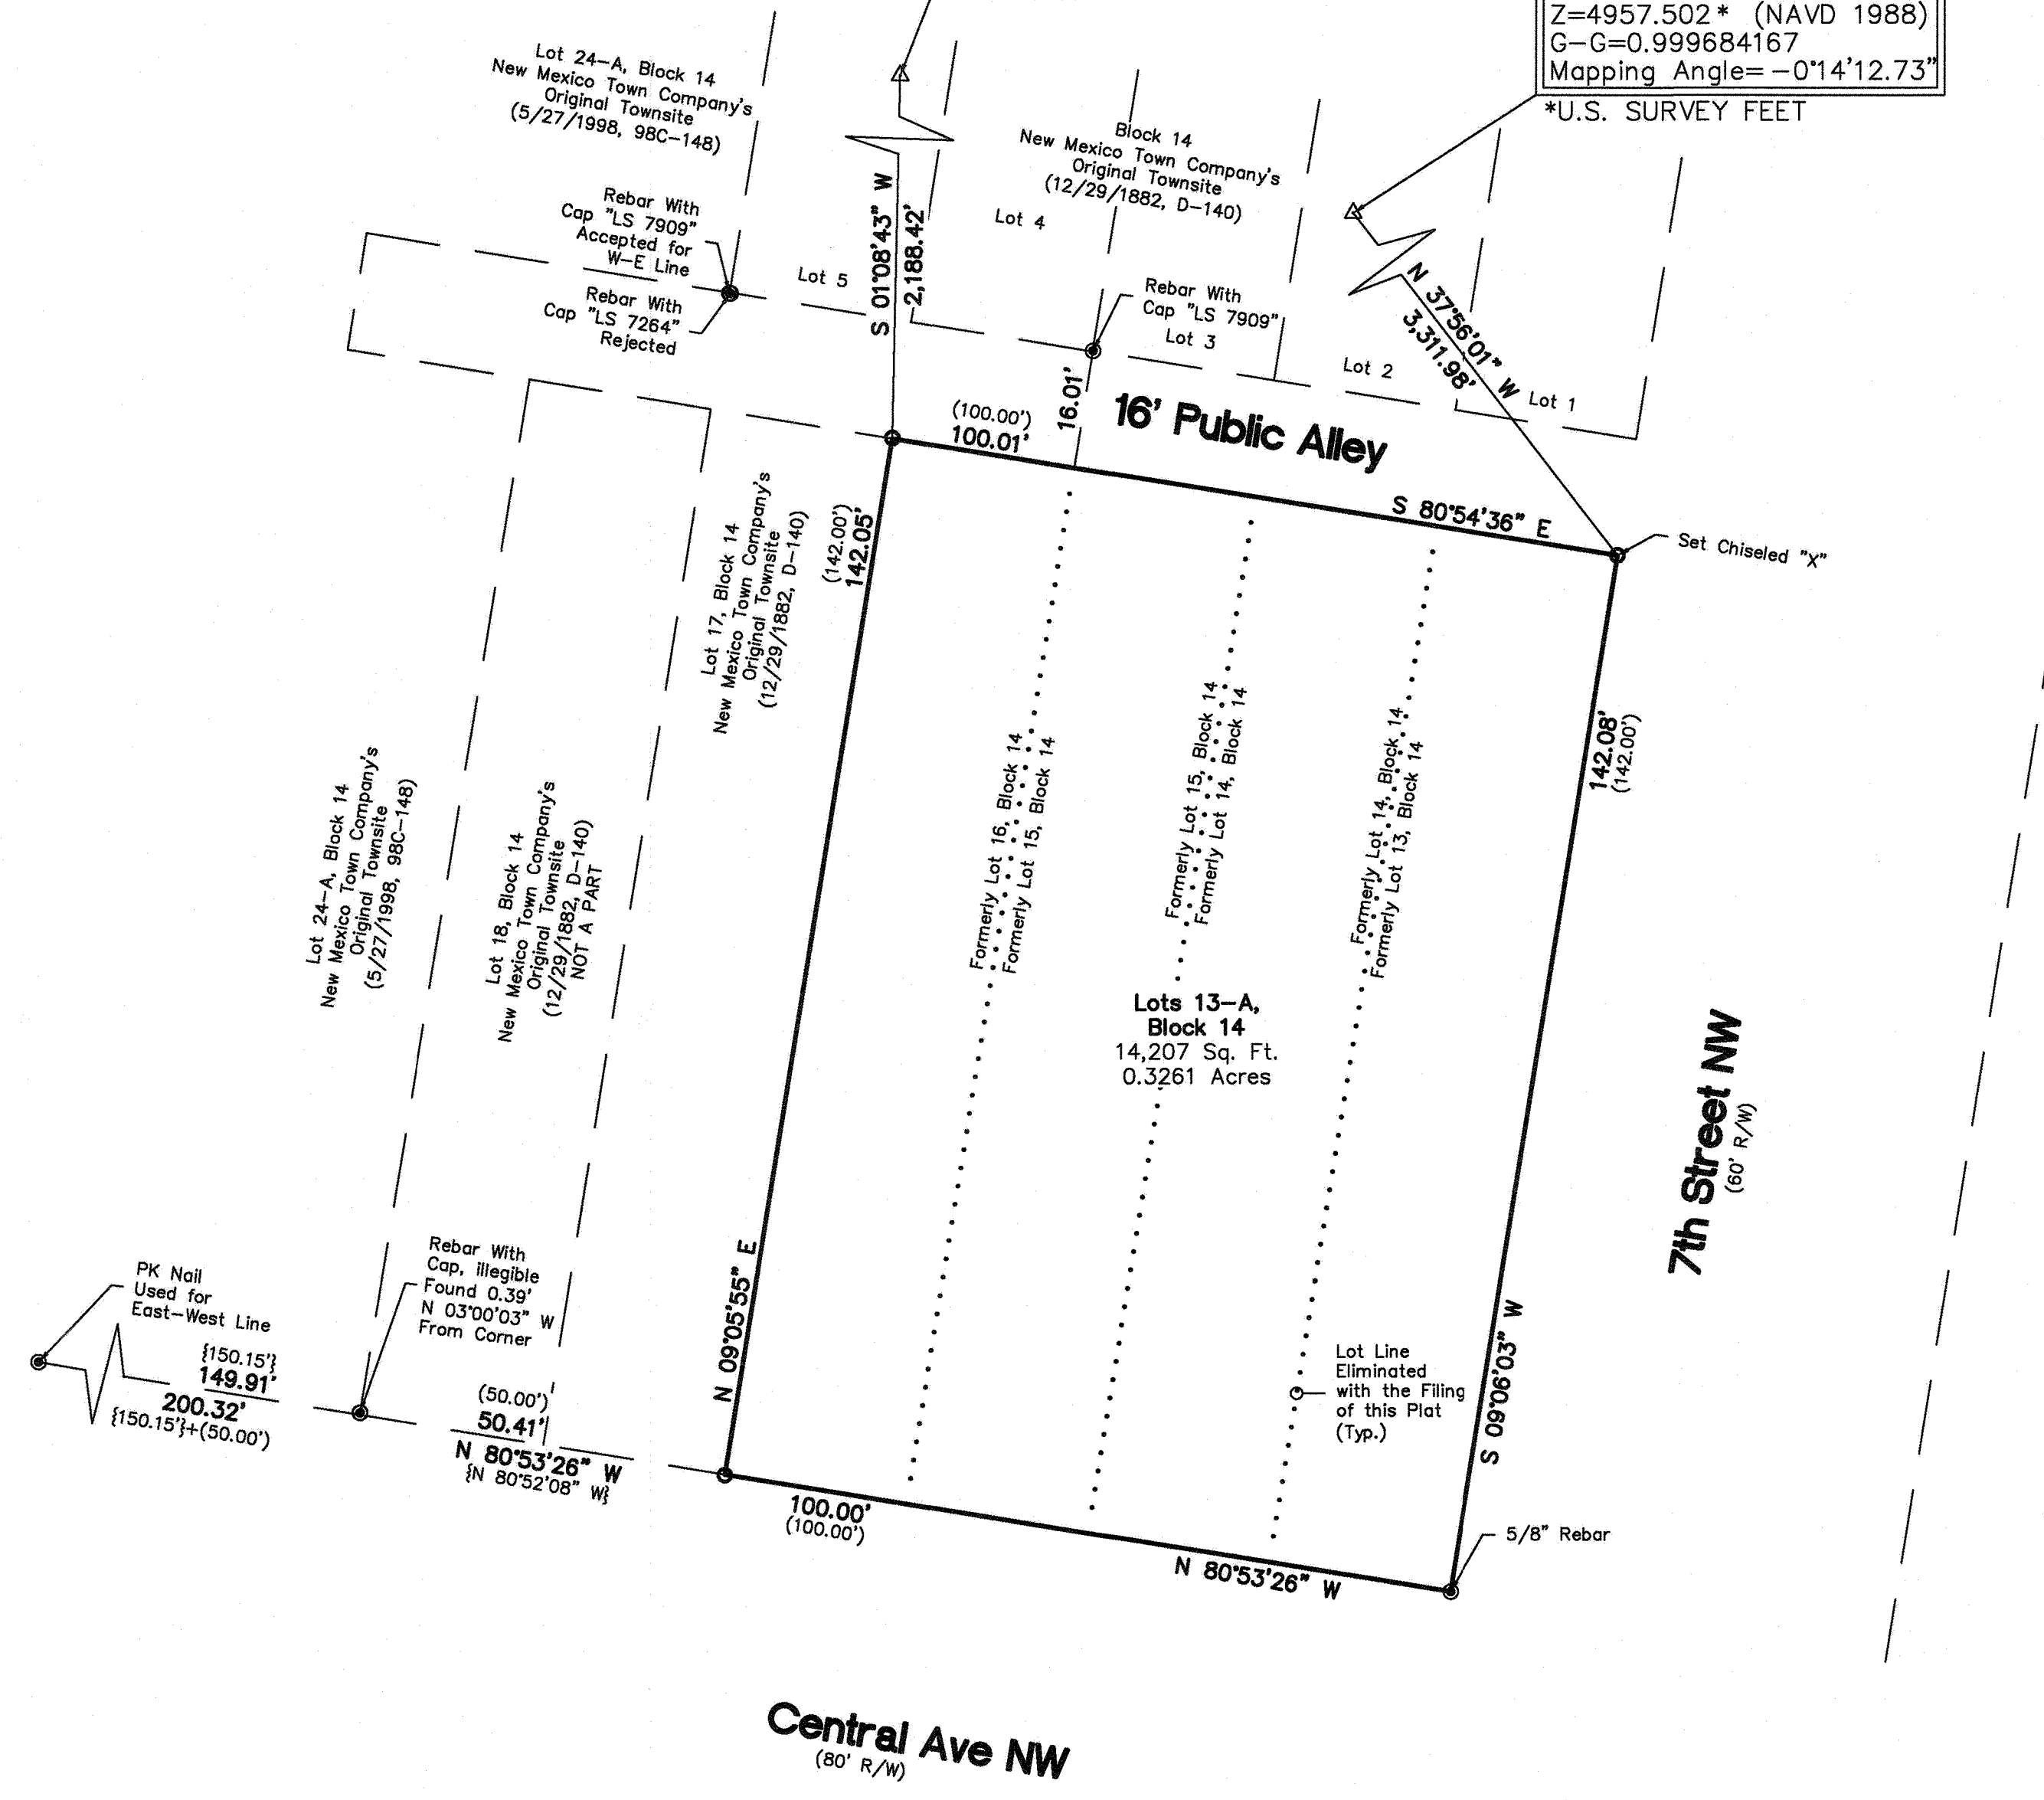 Z=4957.502* (NAVD 1988)
G-G=0.999684167
Mapping Angle= -0°14'12.73"
*U.S. SURVEY FEET
Lot 24-A, Block 14
New Mexico Town Company's
Original Townsite
(5/27/1998, 98C-148)
Block 14
New Mexico Town Company's
Original Townsite
(12/29/1882, D-140)
Rebar With
Cap "LS 7909"
Accepted for
W-E Line
Rebar With
Cap "LS 7264"
Rejected
Lot 5
S 01°08'43" W
2,188.42'
Lot 4
Rebar With
Cap "LS 7909"
Lot 3
Lot 2
Lot 1
N 37°56'01" W
3,311.98'
16.01'
16' Public Alley
(100.00')
100.01'
S 80°54'36" E
Set Chiseled "X"
(142.00')
142.05'
Lot 17, Block 14
New Mexico Town Company's
Original Townsite
(12/29/1882, D-140)
142.08'
(142.00')
Formerly Lot 16, Block 14
Formerly Lot 15, Block 14
Formerly Lot 15, Block 14
Formerly Lot 14, Block 14
Formerly Lot 14, Block 14
Formerly Lot 13, Block 14
Lot 24-A, Block 14
New Mexico Town Company's
Original Townsite
(5/27/1998, 98C-148)
Lot 18, Block 14
New Mexico Town Company's
Original Townsite
(12/29/1882, D-140)
NOT A PART
Lots 13-A,
Block 14
14,207 Sq. Ft.
0.3261 Acres
7th Street NW
(60' R/W)
N 09°05'55" E
S 09°06'03" W
PK Nail
Used for
East-West Line
Rebar With
Cap, illegible
Found 0.39'
N 03°00'03" W
From Corner
{150.15'}
149.91'
200.32'
{150.15'}+(50.00')
(50.00')
50.41'
N 80°53'26" W
{N 80°52'08" W}
Lot Line
Eliminated
with the Filing
of this Plat
(Typ.)
100.00'
(100.00')
N 80°53'26" W
5/8" Rebar
Central Ave NW
(80' R/W)